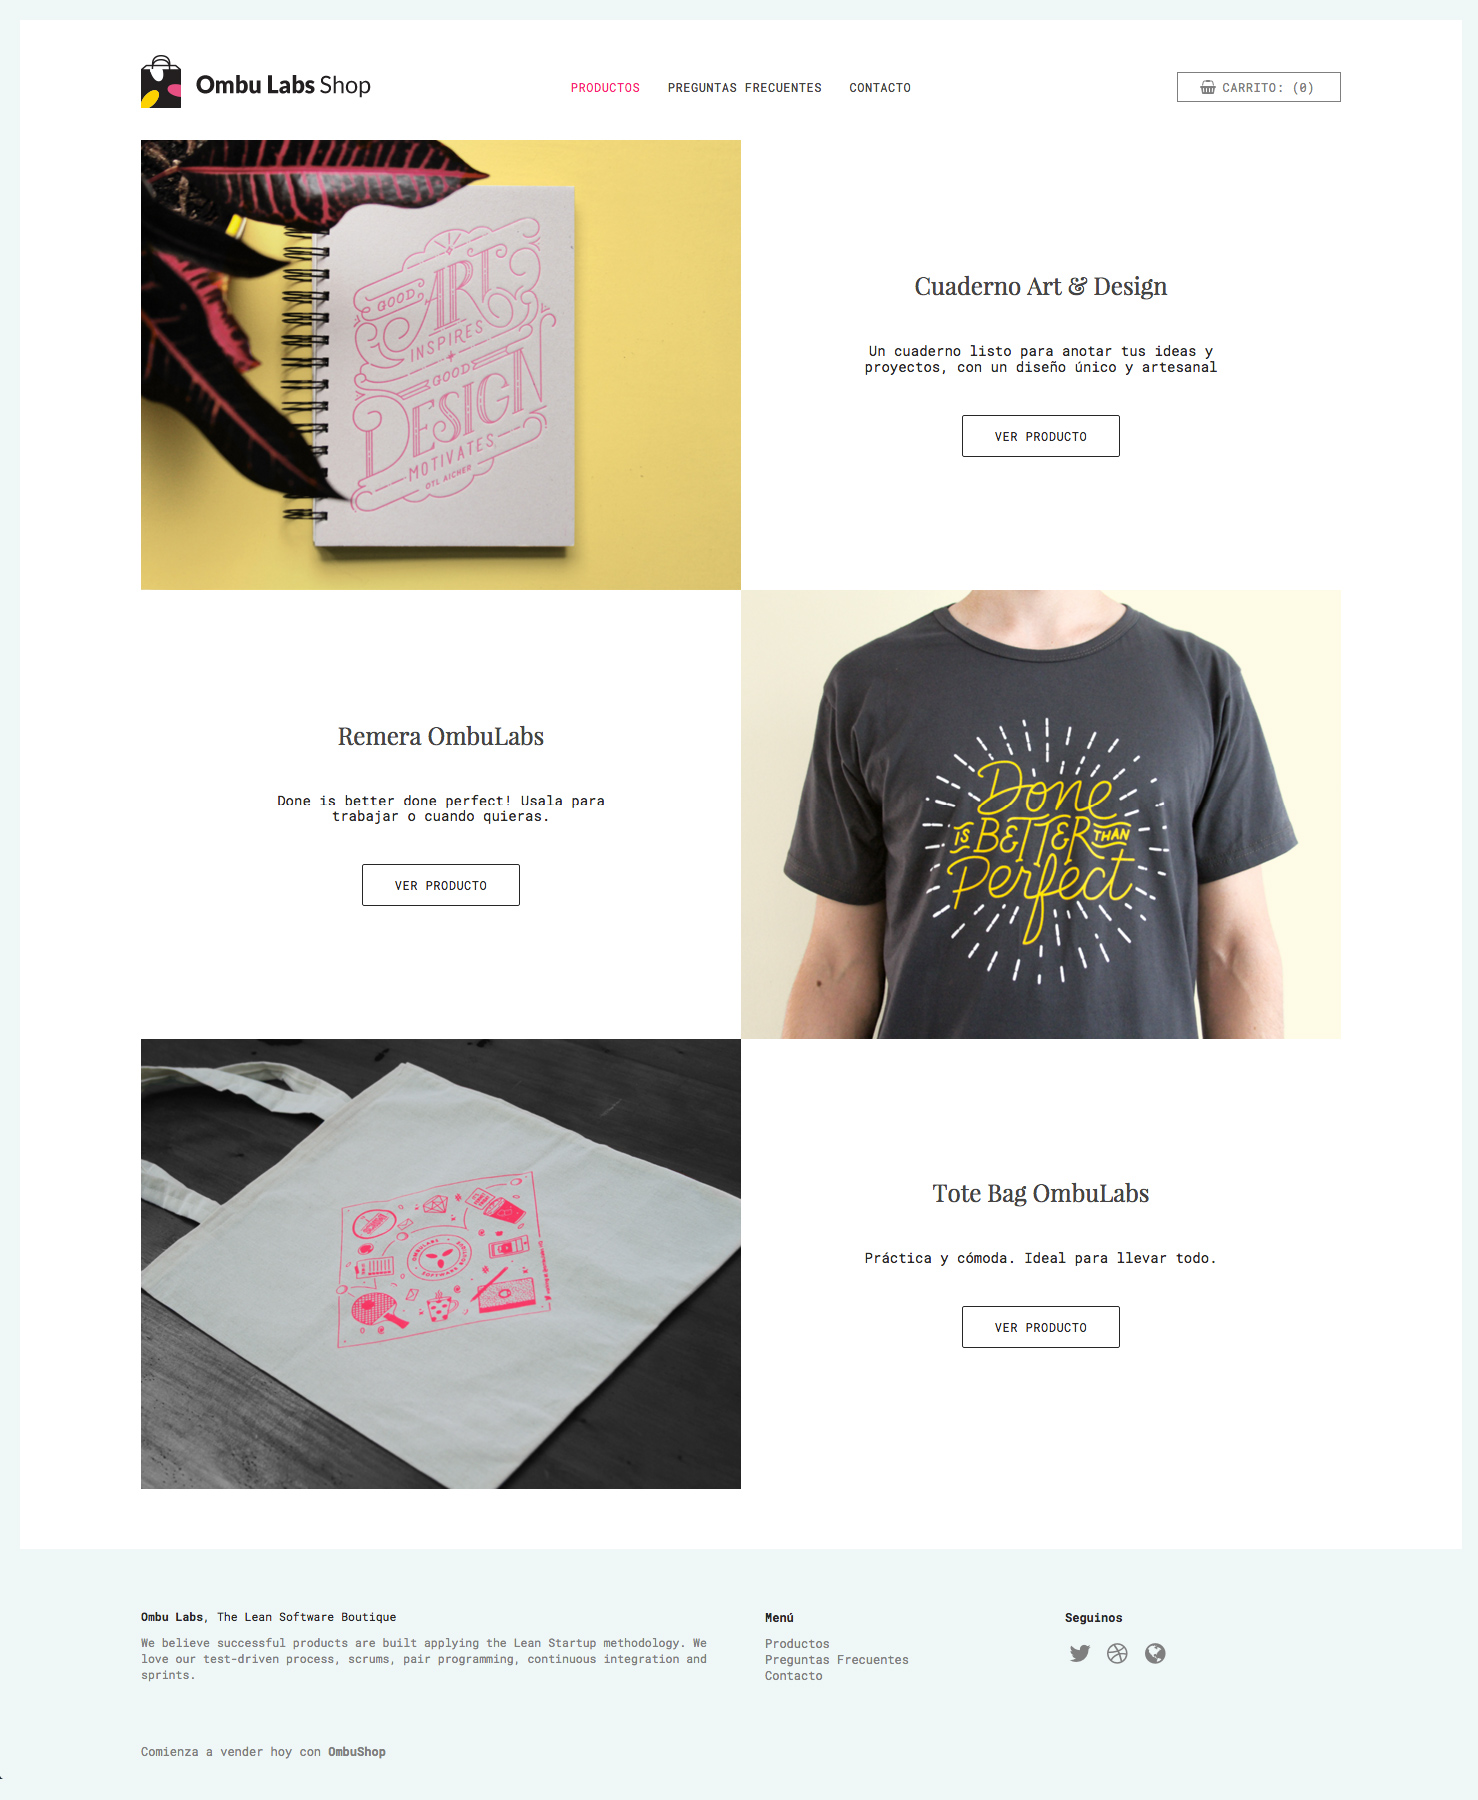 Ombu Labs Shop
PRODUCTOS PREGUNTAS FRECUENTES CONTACTO
CARRITO: (0)
GOOD
ART
INSPIRES
GOOD
DESIGN
MOTIVATES
OTL AICHER
Cuaderno Art & Design
Un cuaderno listo para anotar tus ideas y
proyectos, con un diseño único y artesanal
VER PRODUCTO
Remera OmbuLabs
Done is better done perfect! Usala para
trabajar o cuando quieras.
VER PRODUCTO
Done
IS BETTER THAN
Perfect
OMBULABS
SOFTWARE BOUTIQUE
Tote Bag OmbuLabs
Práctica y cómoda. Ideal para llevar todo.
VER PRODUCTO
Ombu Labs, The Lean Software Boutique
We believe successful products are built applying the Lean Startup methodology. We
love our test-driven process, scrums, pair programming, continuous integration and
sprints.
Menú
Productos
Preguntas Frecuentes
Contacto
Seguinos
Comienza a vender hoy con OmbuShop